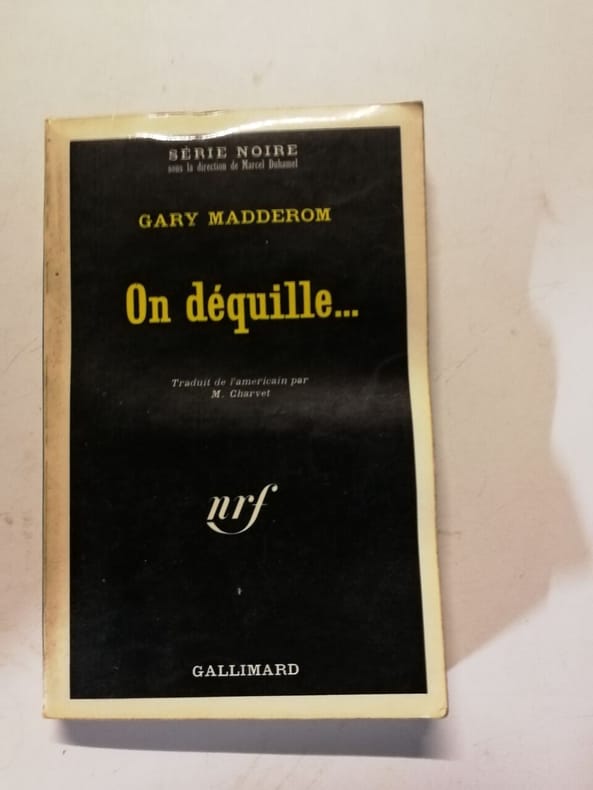 SÉRIE NOIRE
sous la direction de Marcel Duhamel
GARY MADDEROM
On déquille...
Traduit de l'americain par
M. Charvet
nrf
GALLIMARD